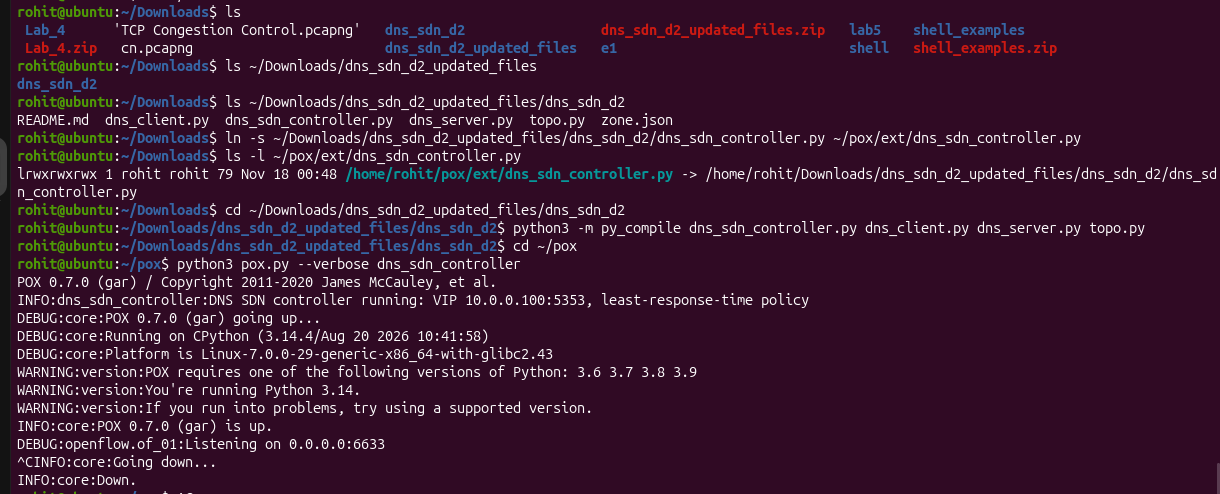 rohit@ubuntu:~/Downloads$ ls
Lab_4 'TCP Congestion Control.pcapng' dns_sdn_d2 dns_sdn_d2_updated_files.zip lab5 shell_examples
Lab_4.zip cn.pcapng dns_sdn_d2_updated_files e1 shell shell_examples.zip
rohit@ubuntu:~/Downloads$ ls ~/Downloads/dns_sdn_d2_updated_files
dns_sdn_d2
rohit@ubuntu:~/Downloads$ ls ~/Downloads/dns_sdn_d2_updated_files/dns_sdn_d2
README.md dns_client.py dns_sdn_controller.py dns_server.py topo.py zone.json
rohit@ubuntu:~/Downloads$ ln -s ~/Downloads/dns_sdn_d2_updated_files/dns_sdn_d2/dns_sdn_controller.py ~/pox/ext/dns_sdn_controller.py
rohit@ubuntu:~/Downloads$ ls -l ~/pox/ext/dns_sdn_controller.py
lrwxrwxrwx 1 rohit rohit 79 Nov 18 00:48 /home/rohit/pox/ext/dns_sdn_controller.py -> /home/rohit/Downloads/dns_sdn_d2_updated_files/dns_sdn_d2/dns_sd
n_controller.py
rohit@ubuntu:~/Downloads$ cd ~/Downloads/dns_sdn_d2_updated_files/dns_sdn_d2
rohit@ubuntu:~/Downloads/dns_sdn_d2_updated_files/dns_sdn_d2$ python3 -m py_compile dns_sdn_controller.py dns_client.py dns_server.py topo.py
rohit@ubuntu:~/Downloads/dns_sdn_d2_updated_files/dns_sdn_d2$ cd ~/pox
rohit@ubuntu:~/pox$ python3 pox.py --verbose dns_sdn_controller
POX 0.7.0 (gar) / Copyright 2011-2020 James McCauley, et al.
INFO:dns_sdn_controller:DNS SDN controller running: VIP 10.0.0.100:5353, least-response-time policy
DEBUG:core:POX 0.7.0 (gar) going up...
DEBUG:core:Running on CPython (3.14.4/Aug 20 2026 10:41:58)
DEBUG:core:Platform is Linux-7.0.0-29-generic-x86_64-with-glibc2.43
WARNING:version:POX requires one of the following versions of Python: 3.6 3.7 3.8 3.9
WARNING:version:You're running Python 3.14.
WARNING:version:If you run into problems, try using a supported version.
INFO:core:POX 0.7.0 (gar) is up.
DEBUG:openflow.of_01:Listening on 0.0.0.0:6633
^CINFO:core:Going down...
INFO:core:Down.